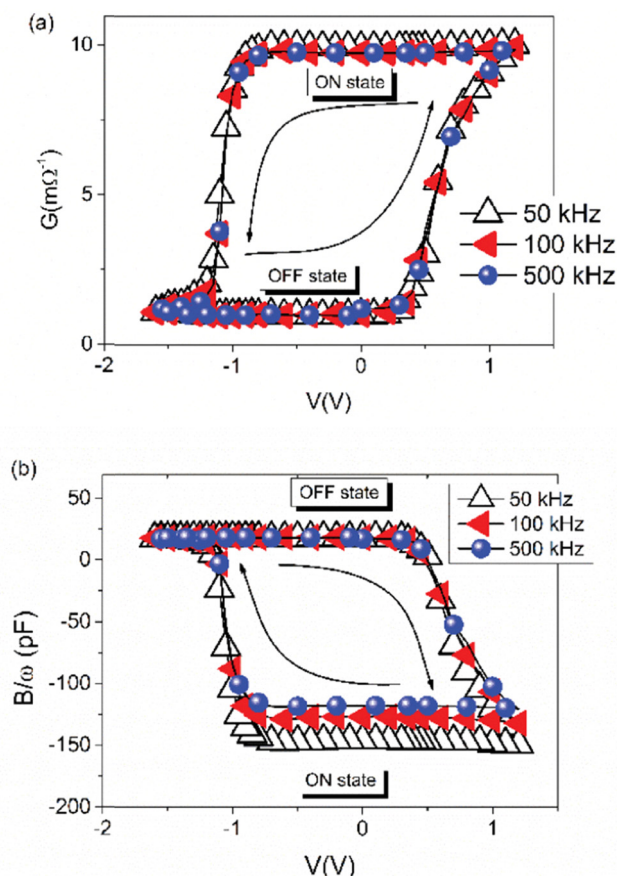 (a)
10
5
0
G(mΩ⁻¹)
ON state
OFF state
50 kHz
100 kHz
500 kHz
-2 -1 0 1
V(V)
(b)
50
0
-50
-100
-150
-200
B/ω (pF)
OFF state
50 kHz
100 kHz
500 kHz
ON state
-2 -1 0 1
V(V)